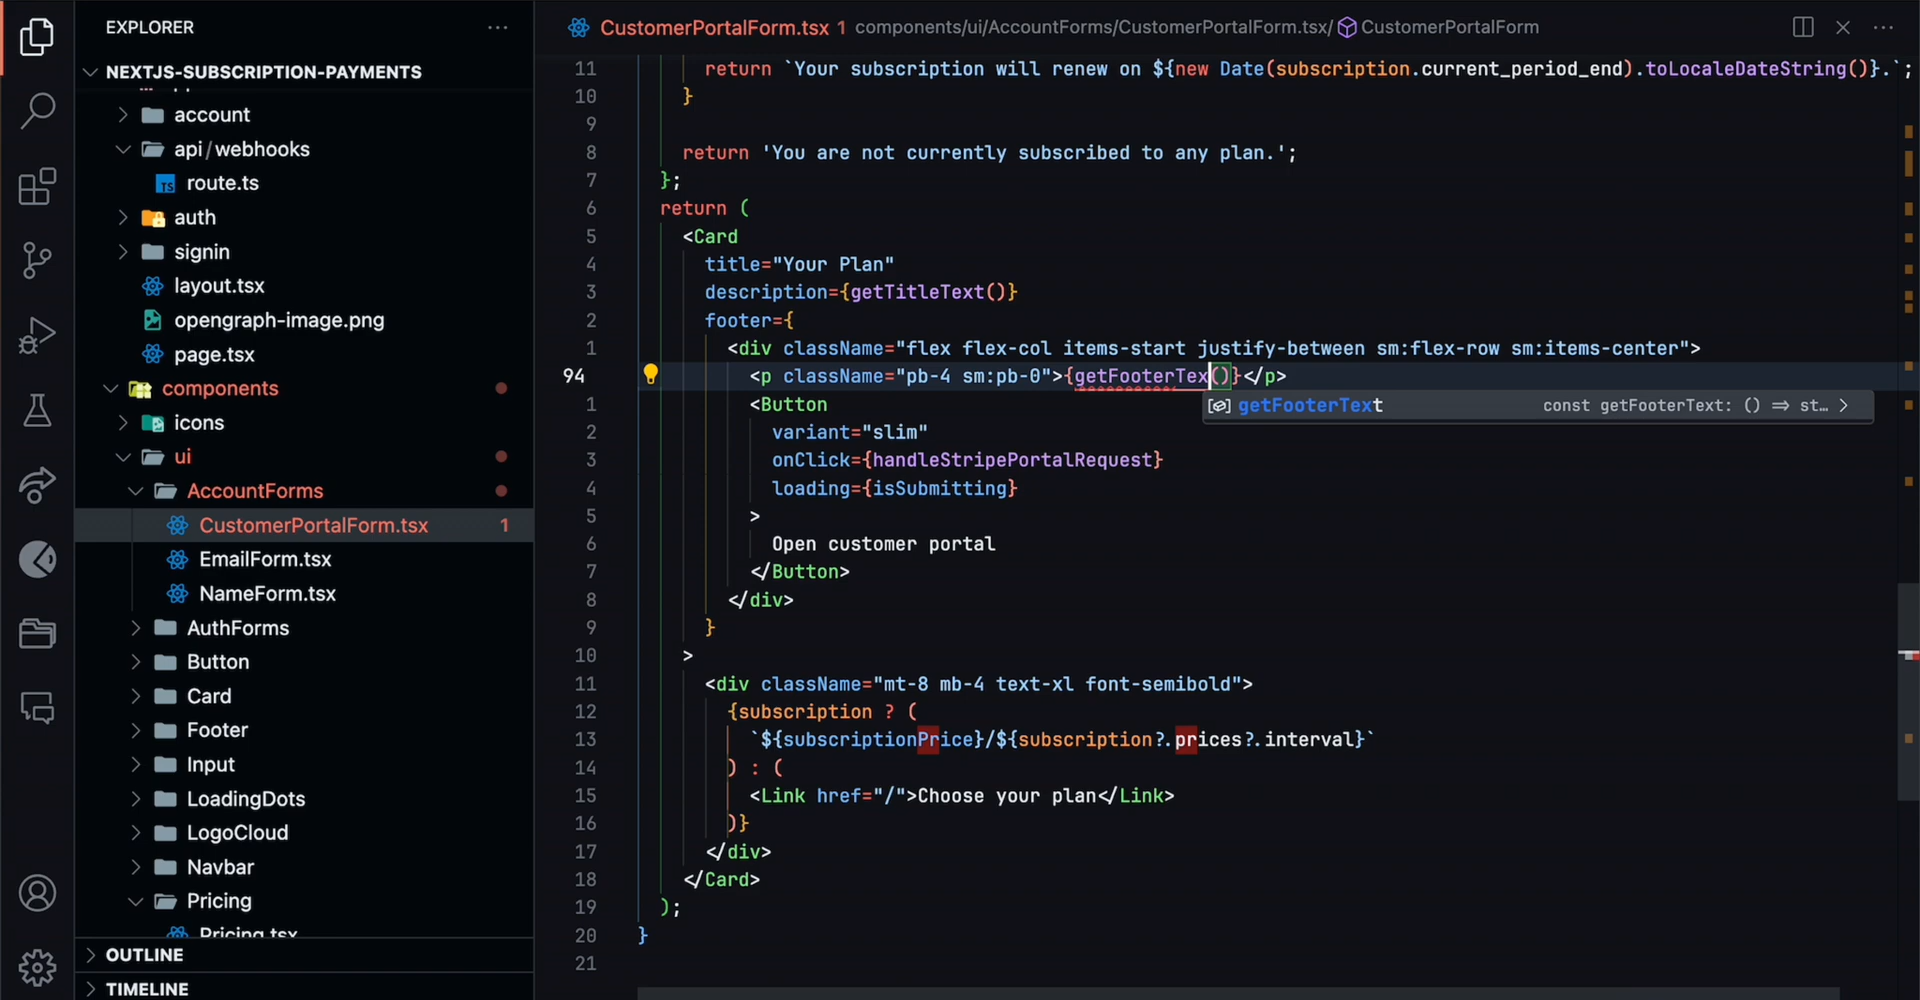 EXPLORER
NEXTJS-SUBSCRIPTION-PAYMENTS
account
api/webhooks
TS route.ts
auth
signin
layout.tsx
opengraph-image.png
page.tsx
components
icons
ui
AccountForms
CustomerPortalForm.tsx 1
EmailForm.tsx
NameForm.tsx
AuthForms
Button
Card
Footer
Input
LoadingDots
LogoCloud
Navbar
Pricing
Pricing.tsx
OUTLINE
TIMELINE
CustomerPortalForm.tsx 1 components/ui/AccountForms/CustomerPortalForm.tsx/ CustomerPortalForm
11 return `Your subscription will renew on ${new Date(subscription.current_period_end).toLocaleDateString()}.`;
10 }
9
8 return 'You are not currently subscribed to any plan.';
7 };
6 return (
5 <Card
4 title="Your Plan"
3 description={getTitleText()}
2 footer={
1 <div className="flex flex-col items-start justify-between sm:flex-row sm:items-center">
94 <p className="pb-4 sm:pb-0">{getFooterTex()}</p>
1 <Button
getFooterText const getFooterText: () => st…
2 variant="slim"
3 onClick={handleStripePortalRequest}
4 loading={isSubmitting}
5 >
6 Open customer portal
7 </Button>
8 </div>
9 }
10 >
11 <div className="mt-8 mb-4 text-xl font-semibold">
12 {subscription ? (
13 `${subscriptionPrice}/${subscription?.prices?.interval}`
14 ) : (
15 <Link href="/">Choose your plan</Link>
16 )}
17 </div>
18 </Card>
19 );
20 }
21